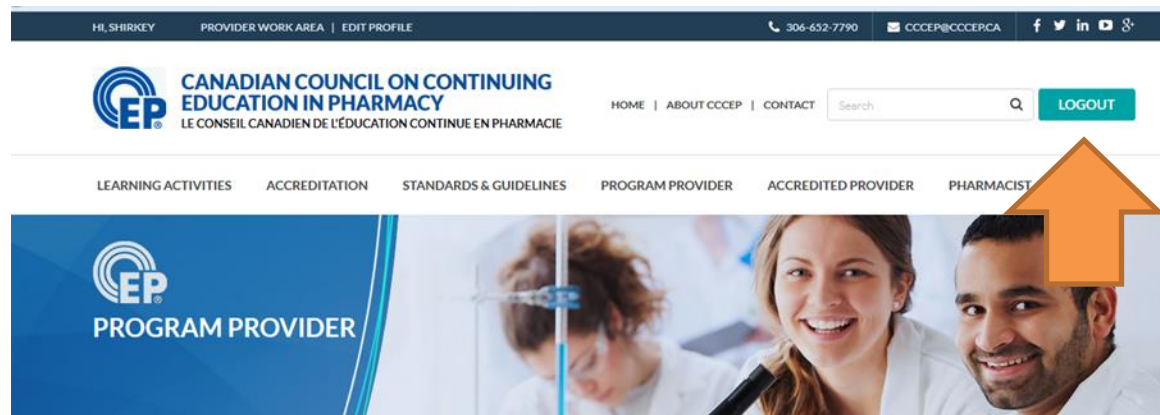 HI, SHIRKEY PROVIDER WORK AREA | EDIT PROFILE 306-652-7790 CCCEP@CCCEP.CA
CEP
CANADIAN COUNCIL ON CONTINUING
EDUCATION IN PHARMACY
LE CONSEIL CANADIEN DE L'ÉDUCATION CONTINUE EN PHARMACIE
HOME | ABOUT CCCEP | CONTACT Search LOGOUT
LEARNING ACTIVITIES ACCREDITATION STANDARDS & GUIDELINES PROGRAM PROVIDER ACCREDITED PROVIDER PHARMACIST
CEP
PROGRAM PROVIDER